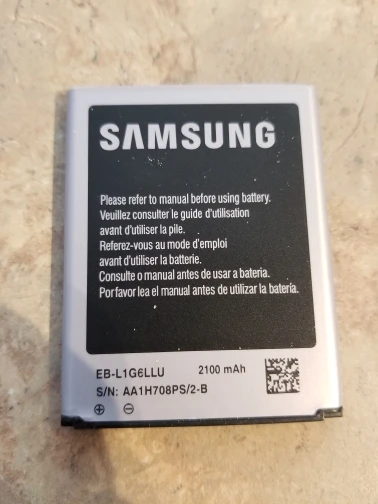 SAMSUNG
Please refer to manual before using battery.
Veuillez consulter le guide d'utilisation
avant d'utiliser la pile.
Referez-vous au mode d'emploi
avant d'utiliser la batterie.
Consulte o manual antes de usar a bateria.
Por favor lea el manual antes de utilizar la batería.
EB-L1G6LLU 2100 mAh
S/N: AA1H708PS/2-B
⊕ ⊖